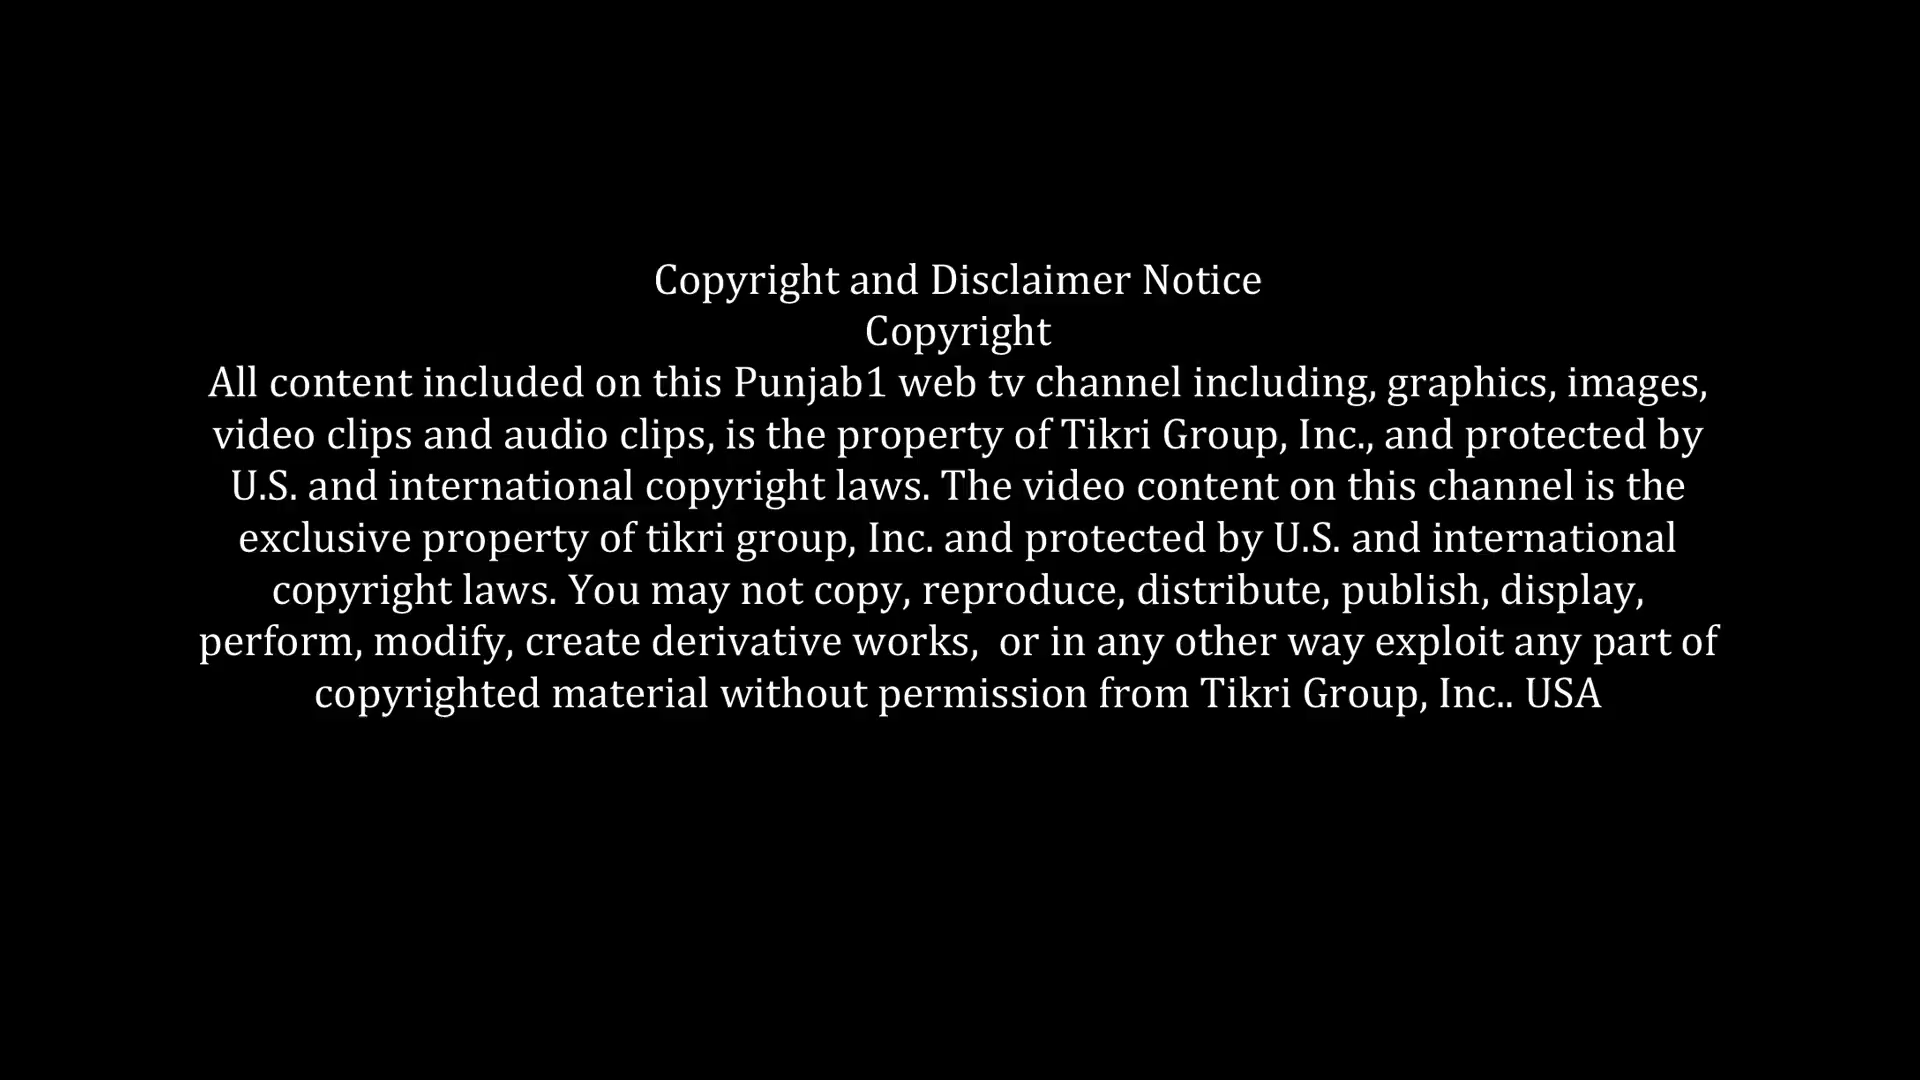 Copyright and Disclaimer Notice
Copyright
All content included on this Punjab1 web tv channel including, graphics, images,
video clips and audio clips, is the property of Tikri Group, Inc., and protected by
U.S. and international copyright laws. The video content on this channel is the
exclusive property of tikri group, Inc. and protected by U.S. and international
copyright laws. You may not copy, reproduce, distribute, publish, display,
perform, modify, create derivative works,  or in any other way exploit any part of
copyrighted material without permission from Tikri Group, Inc.. USA